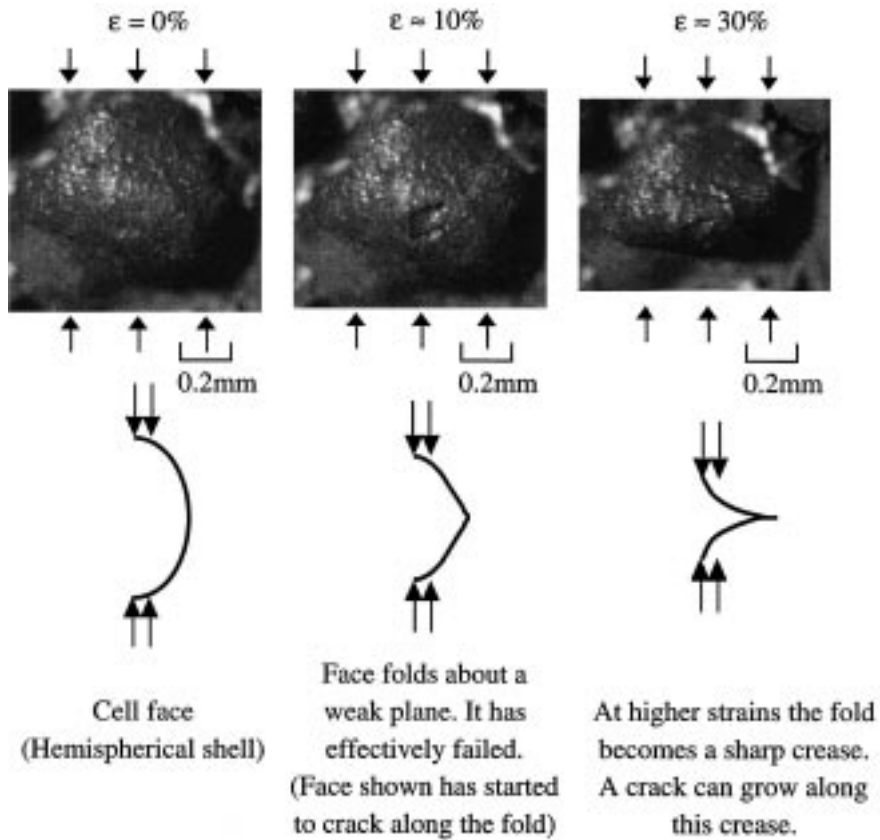 ε = 0%
ε ≈ 10%
ε ≈ 30%
0.2mm
0.2mm
0.2mm
Cell face
(Hemispherical shell)
Face folds about a
weak plane. It has
effectively failed.
(Face shown has started
to crack along the fold)
At higher strains the fold
becomes a sharp crease.
A crack can grow along
this crease.